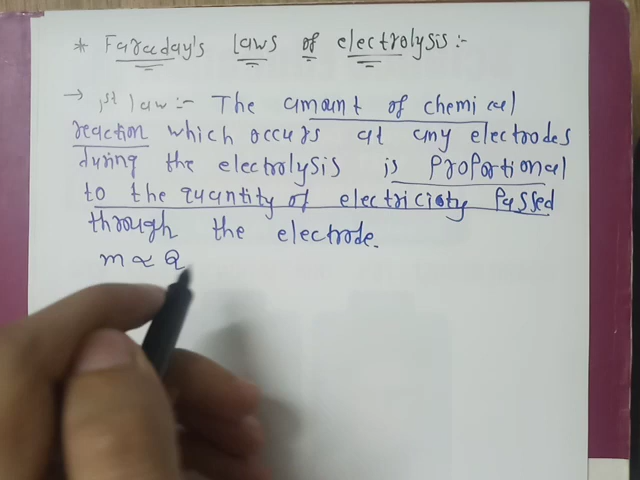 * Faraday's laws of electrolysis:-
→ 1st law:- The amount of chemical
reaction which occurs at any electrodes
during the electrolysis is proportional
to the quantity of electricioty passed
through the electrode.
m ∝ Q